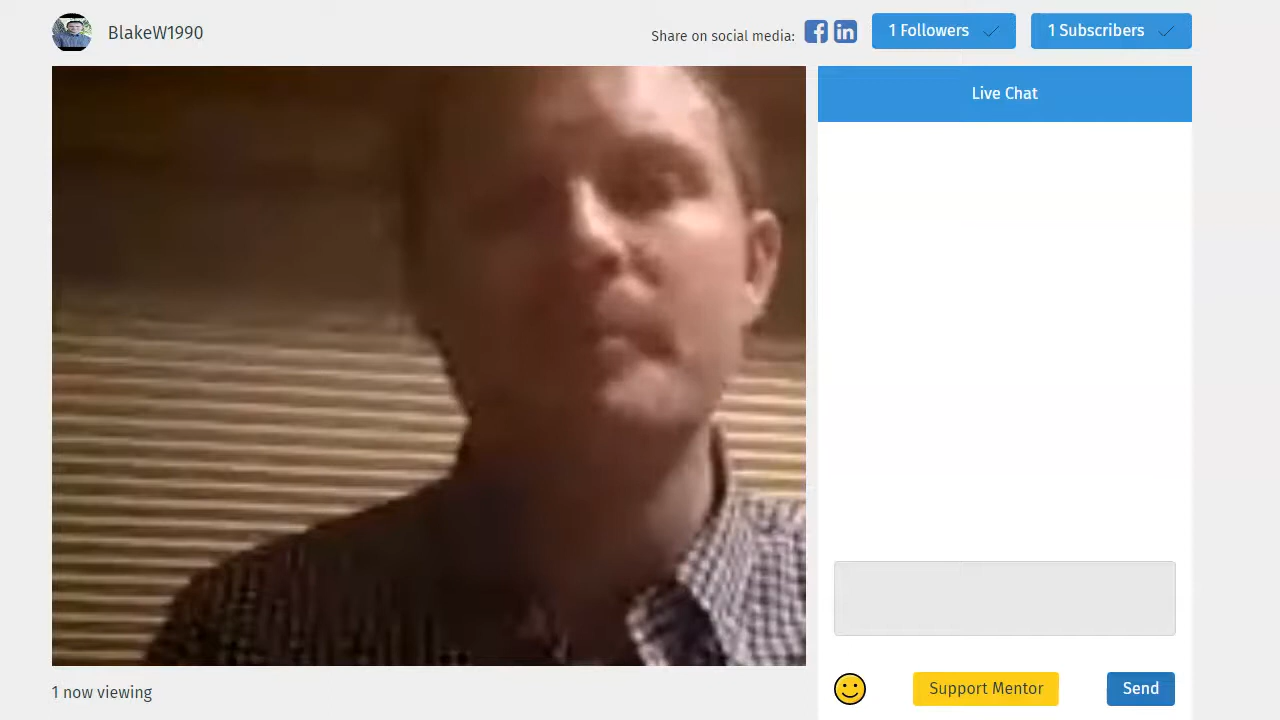 BlakeW1990
Share on social media:
1 Followers
1 Subscribers
Live Chat
1 now viewing
Support Mentor
Send